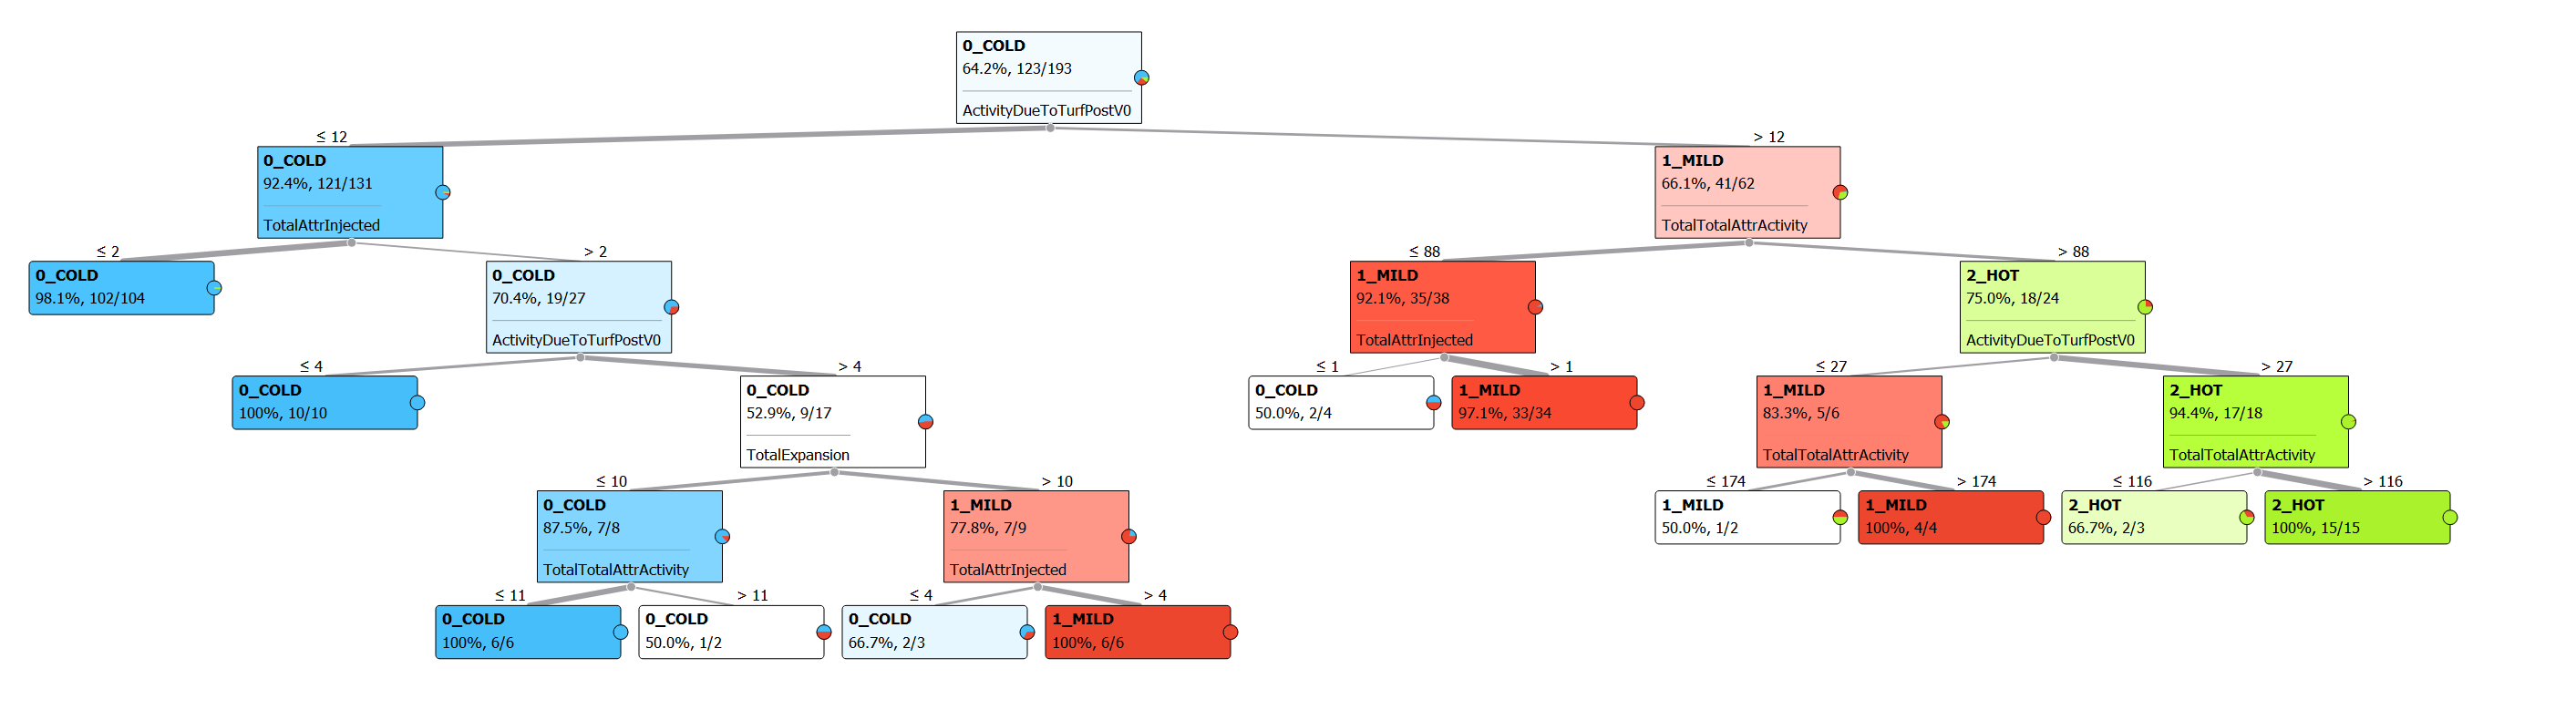 0_COLD
64.2%, 123/193
ActivityDueToTurfPostV0
≤ 12
> 12
0_COLD
92.4%, 121/131
TotalAttrInjected
1_MILD
66.1%, 41/62
TotalTotalAttrActivity
≤ 2
> 2
≤ 88
> 88
0_COLD
98.1%, 102/104
0_COLD
70.4%, 19/27
ActivityDueToTurfPostV0
1_MILD
92.1%, 35/38
TotalAttrInjected
2_HOT
75.0%, 18/24
ActivityDueToTurfPostV0
≤ 4
> 4
≤ 1
> 1
≤ 27
> 27
0_COLD
100%, 10/10
0_COLD
52.9%, 9/17
TotalExpansion
0_COLD
50.0%, 2/4
1_MILD
97.1%, 33/34
1_MILD
83.3%, 5/6
TotalTotalAttrActivity
2_HOT
94.4%, 17/18
TotalTotalAttrActivity
≤ 10
> 10
≤ 174
> 174
≤ 116
> 116
0_COLD
87.5%, 7/8
TotalTotalAttrActivity
1_MILD
77.8%, 7/9
TotalAttrInjected
1_MILD
50.0%, 1/2
1_MILD
100%, 4/4
2_HOT
66.7%, 2/3
2_HOT
100%, 15/15
≤ 11
> 11
≤ 4
> 4
0_COLD
100%, 6/6
0_COLD
50.0%, 1/2
0_COLD
66.7%, 2/3
1_MILD
100%, 6/6